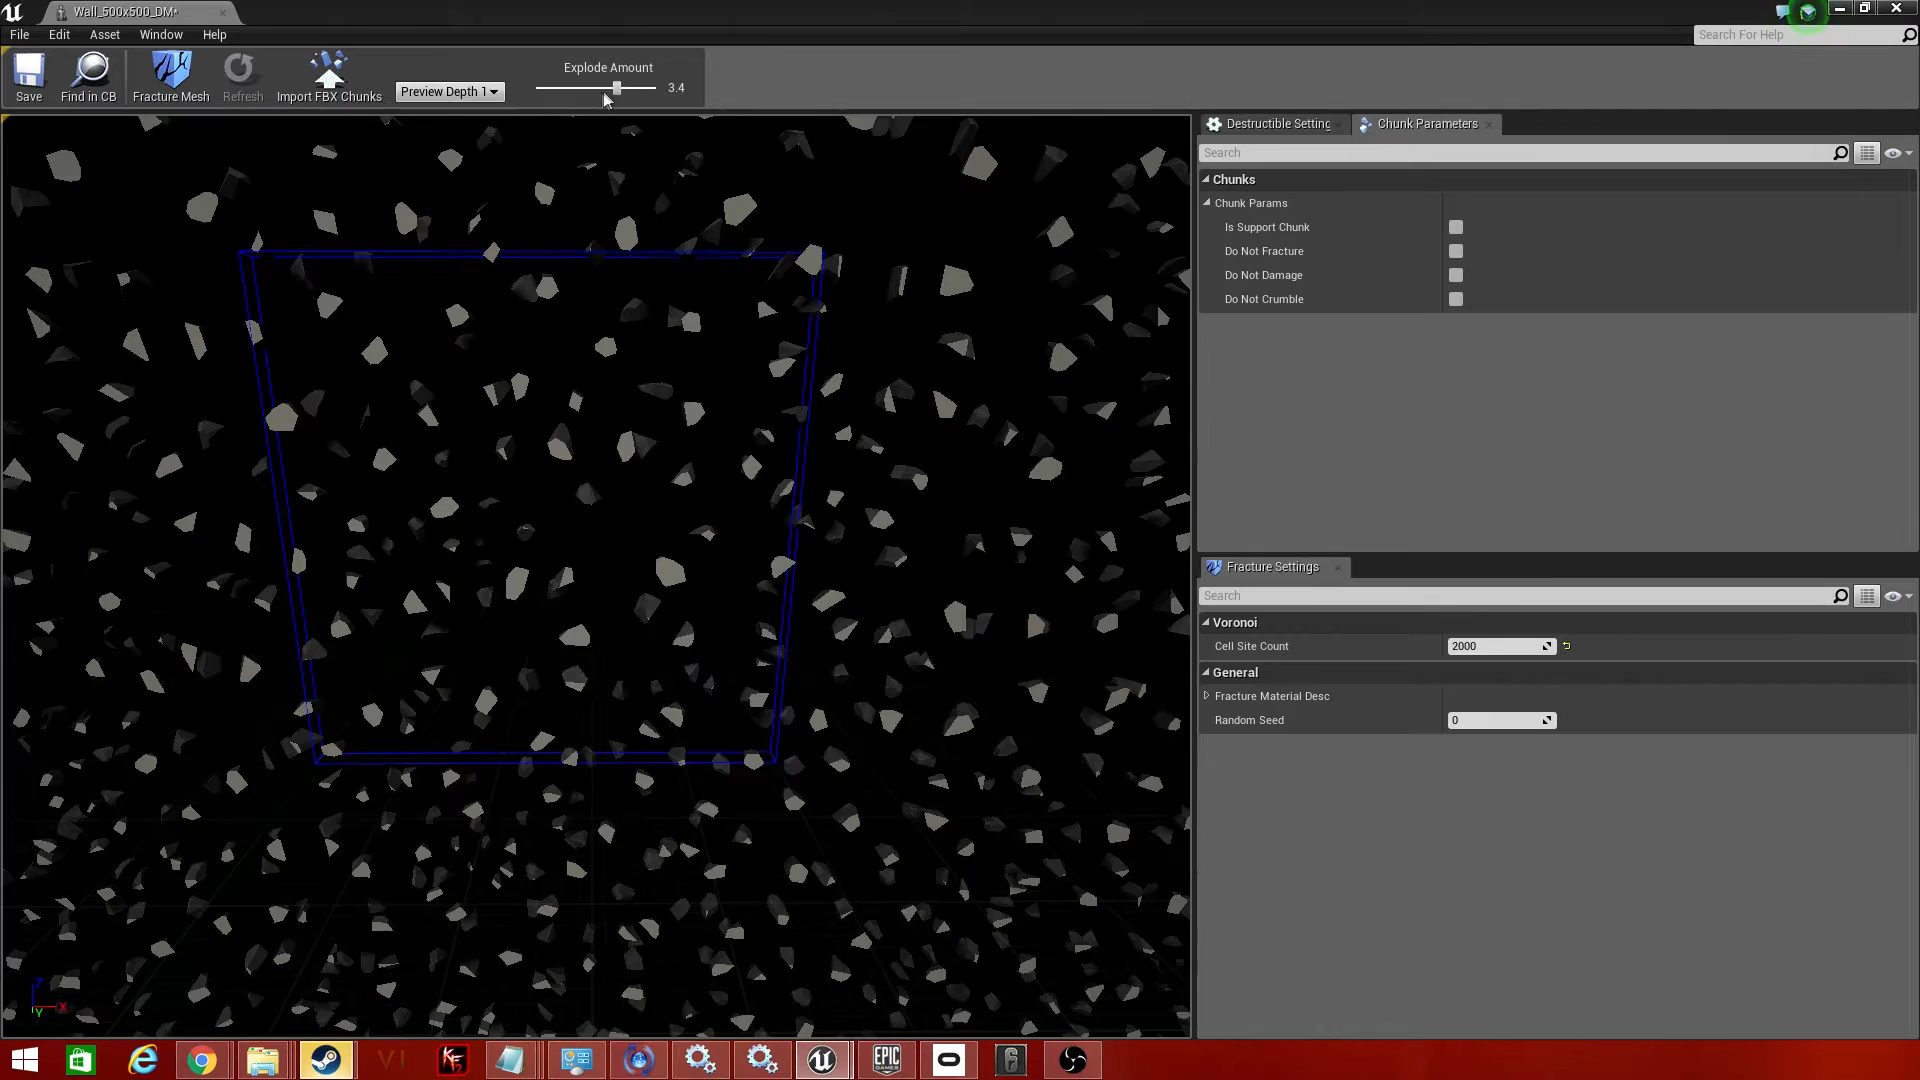 Wall_500x500_DM*
File Edit Asset Window Help
Search For Help
Save
Find in CB
Fracture Mesh
Refresh
Import FBX Chunks
Preview Depth 1
Explode Amount
3.4
Destructible Setting
Chunk Parameters
Search
Chunks
Chunk Params
Is Support Chunk
Do Not Fracture
Do Not Damage
Do Not Crumble
Fracture Settings
Search
Voronoi
Cell Site Count 2000
General
Fracture Material Desc
Random Seed 0
Z
X
Y
VI
EPIC
GAMES
6